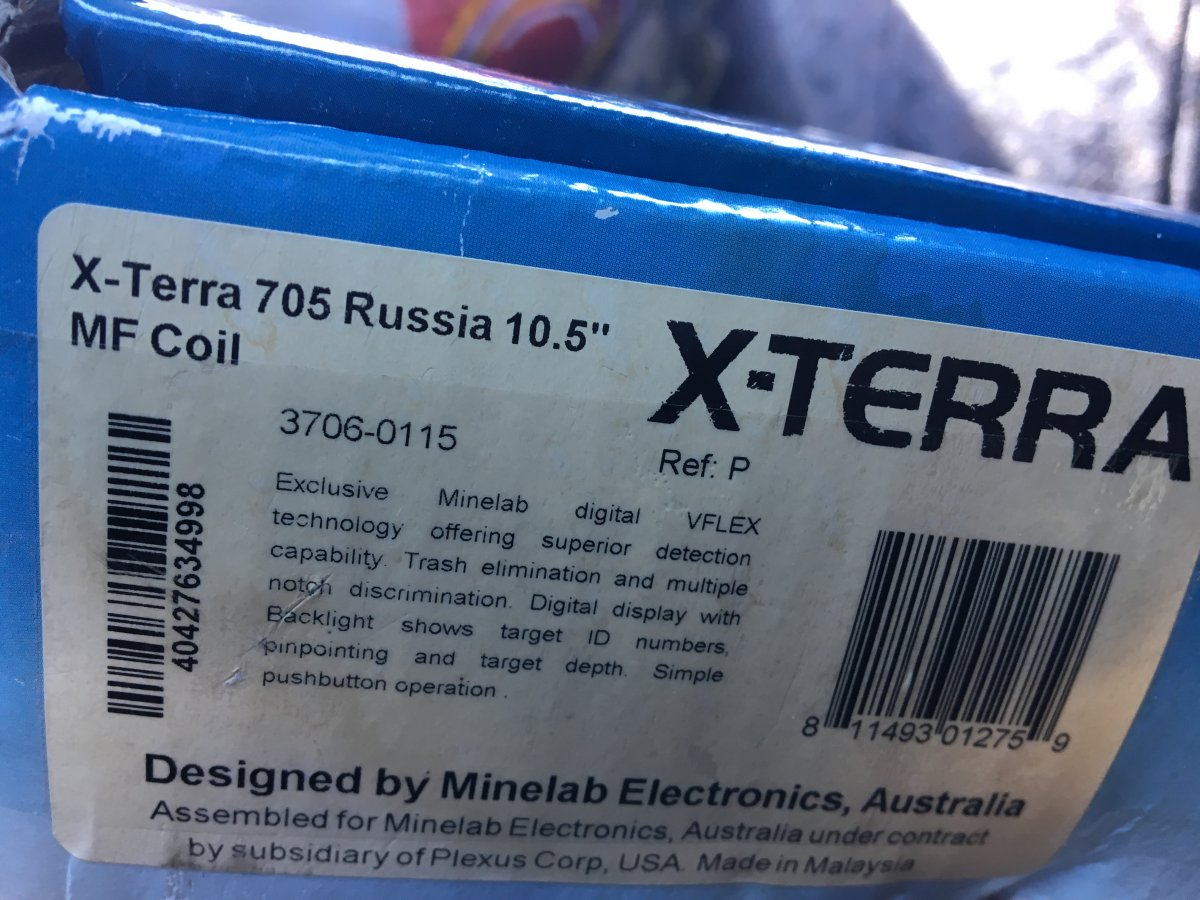 X-Terra 705 Russia 10.5"
MF Coil
X-TERRA
3706-0115
Ref: P
Exclusive Minelab digital VFLEX
technology offering superior detection
capability. Trash elimination and multiple
notch discrimination. Digital display with
Backlight shows target ID numbers,
pinpointing and target depth. Simple
pushbutton operation .
40427634998
8 11493 01275 9
Designed by Minelab Electronics, Australia
Assembled for Minelab Electronics, Australia under contract
by subsidiary of Plexus Corp, USA. Made in Malaysia